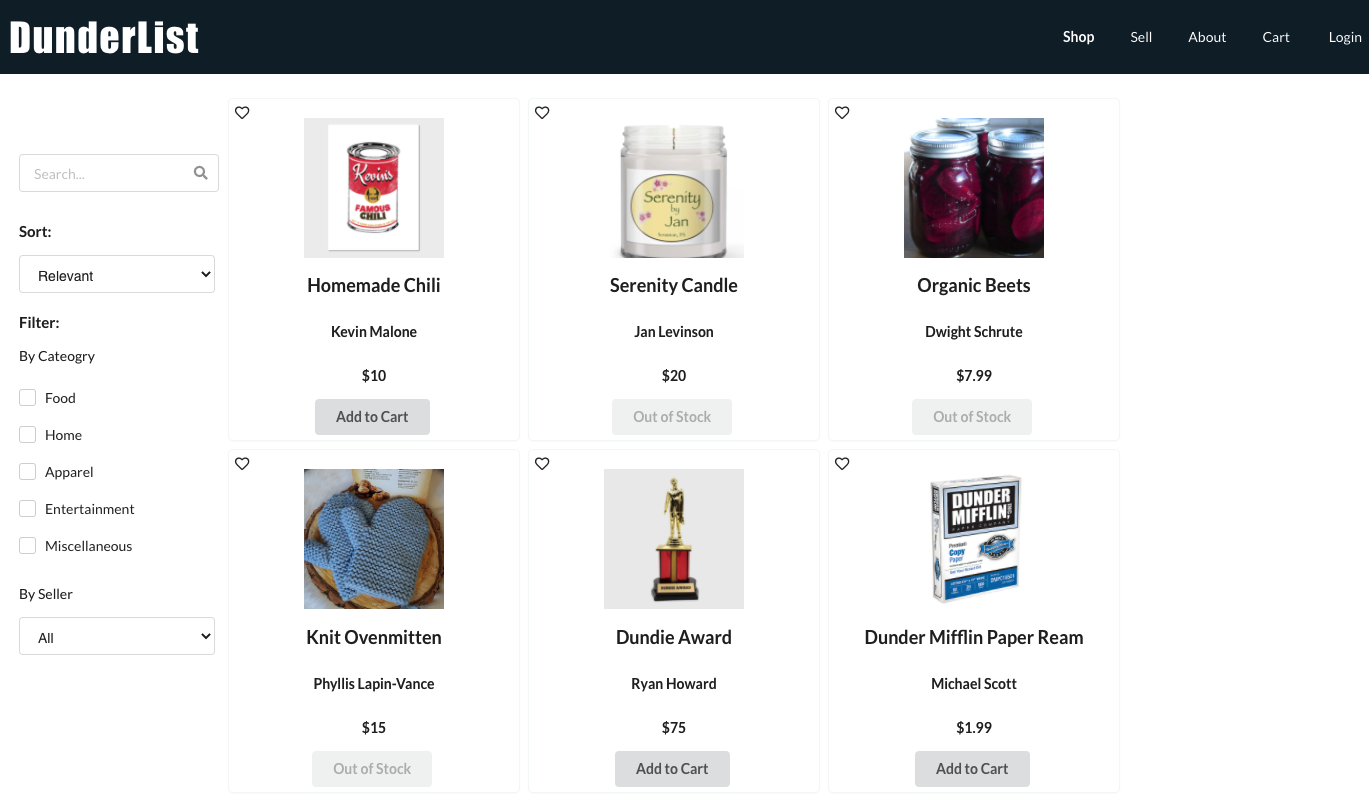 DunderList
Shop Sell About Cart Login
Search...
Sort:
Relevant
Filter:
By Cateogry
Food
Home
Apparel
Entertainment
Miscellaneous
By Seller
All
Kevin's
FAMOUS
CHILI
Homemade Chili
Kevin Malone
$10
Add to Cart
Serenity
by
Jan
Scranton, PA
Serenity Candle
Jan Levinson
$20
Out of Stock
Organic Beets
Dwight Schrute
$7.99
Out of Stock
Knit Ovenmitten
Phyllis Lapin-Vance
$15
Out of Stock
DUNDIE AWARD
Dundie Award
Ryan Howard
$75
Add to Cart
DUNDER
MIFFLIN
PAPER COMPANY
Premium
Copy
Paper
Dunder Mifflin Paper Ream
Michael Scott
$1.99
Add to Cart